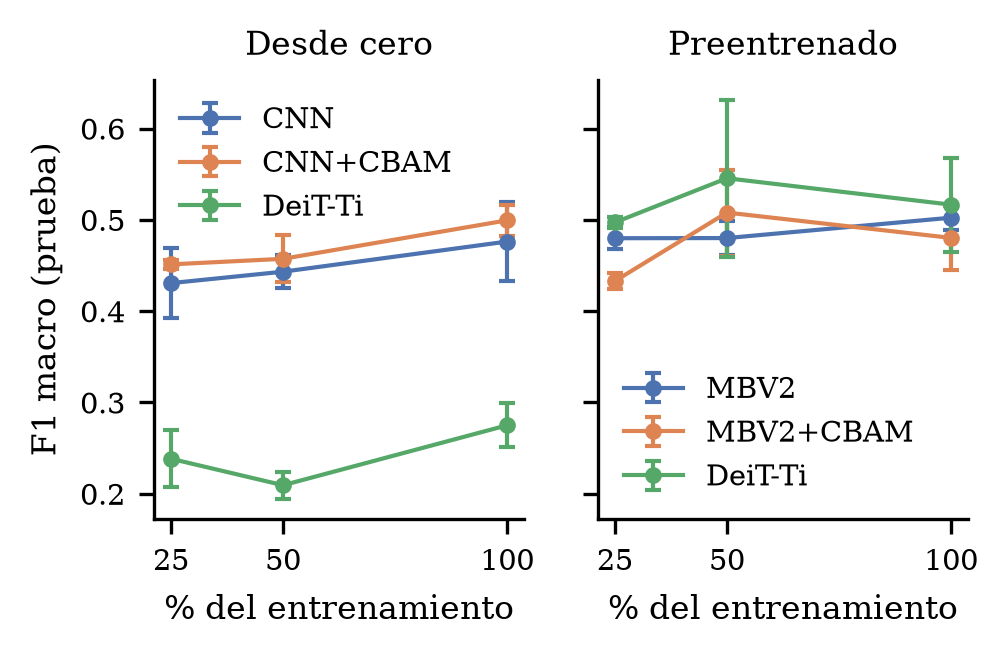 Desde cero
Preentrenado
F1 macro (prueba)
0.6
0.5
0.4
0.3
0.2
CNN
CNN+CBAM
DeiT-Ti
MBV2
MBV2+CBAM
DeiT-Ti
25 50 100
25 50 100
% del entrenamiento
% del entrenamiento